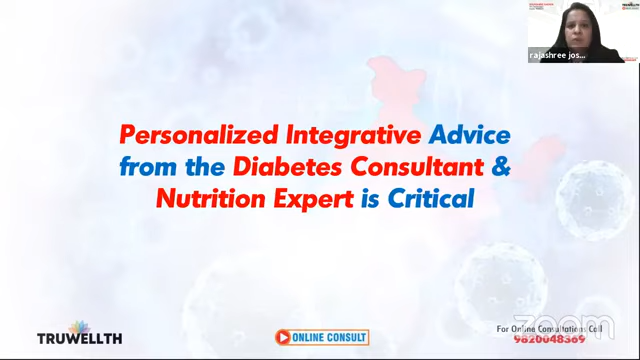 Personalized Integrative Advice
from the Diabetes Consultant &
Nutrition Expert is Critical
rajashree jos...
TRUWELLTH
ONLINE CONSULT
For Online Consultations Call
9820048369
zoom